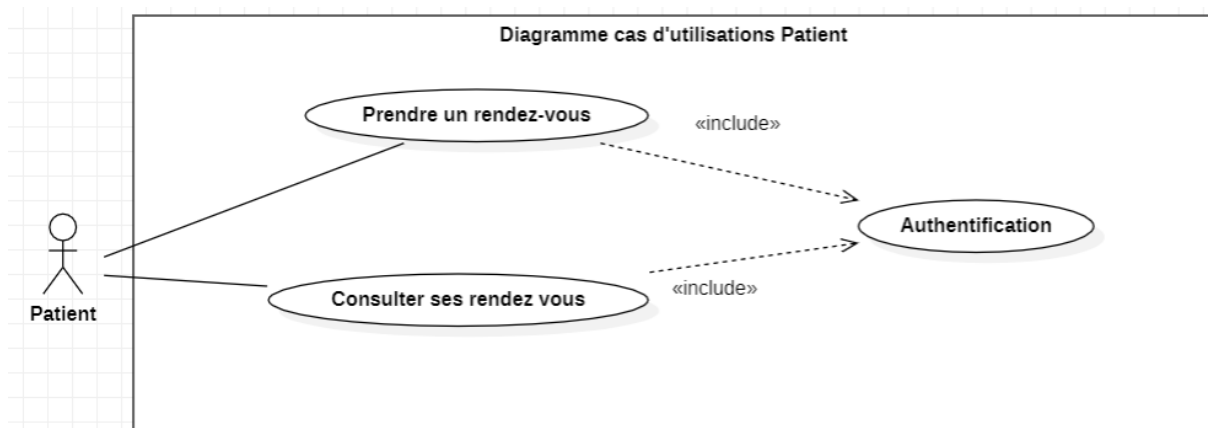 Diagramme cas d'utilisations Patient
Prendre un rendez-vous
«include»
Authentification
Consulter ses rendez vous
«include»
Patient